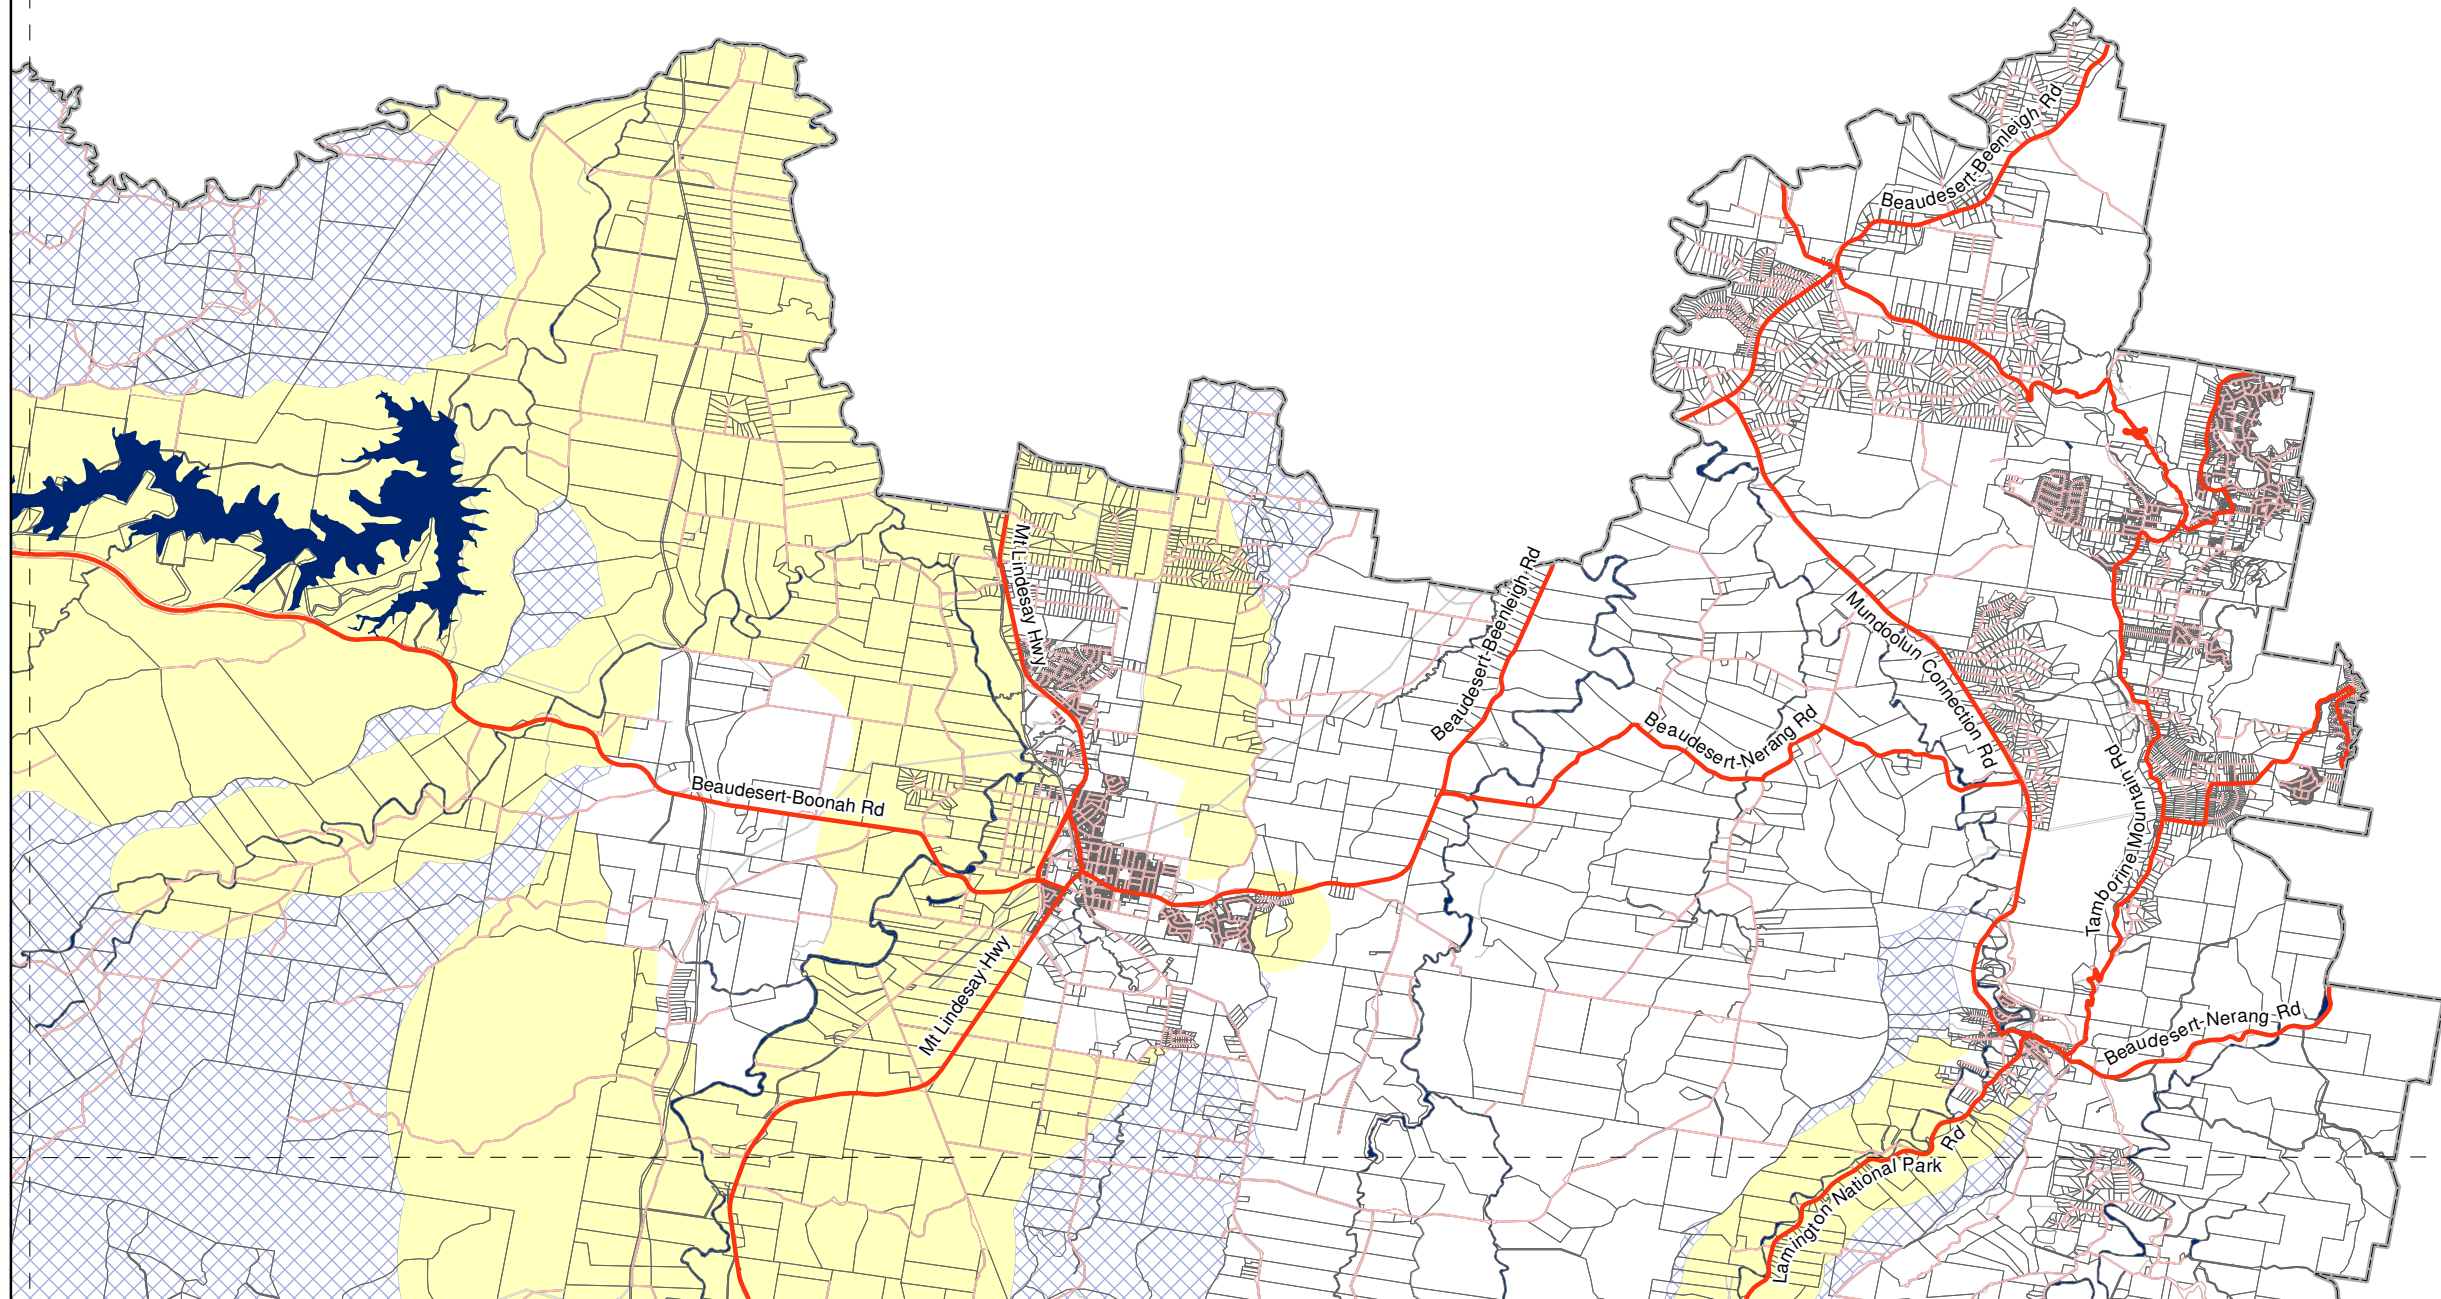 Beaudesert-Beenleigh Rd
Mt Lindesay Hwy
Beaudesert-Beenleigh Rd
Mundoolun Connection Rd
Beaudesert-Nerang Rd
Tamborine Mountain Rd
Beaudesert-Boonah Rd
Mt Lindesay Hwy
Beaudesert-Nerang Rd
Lamington National Park Rd